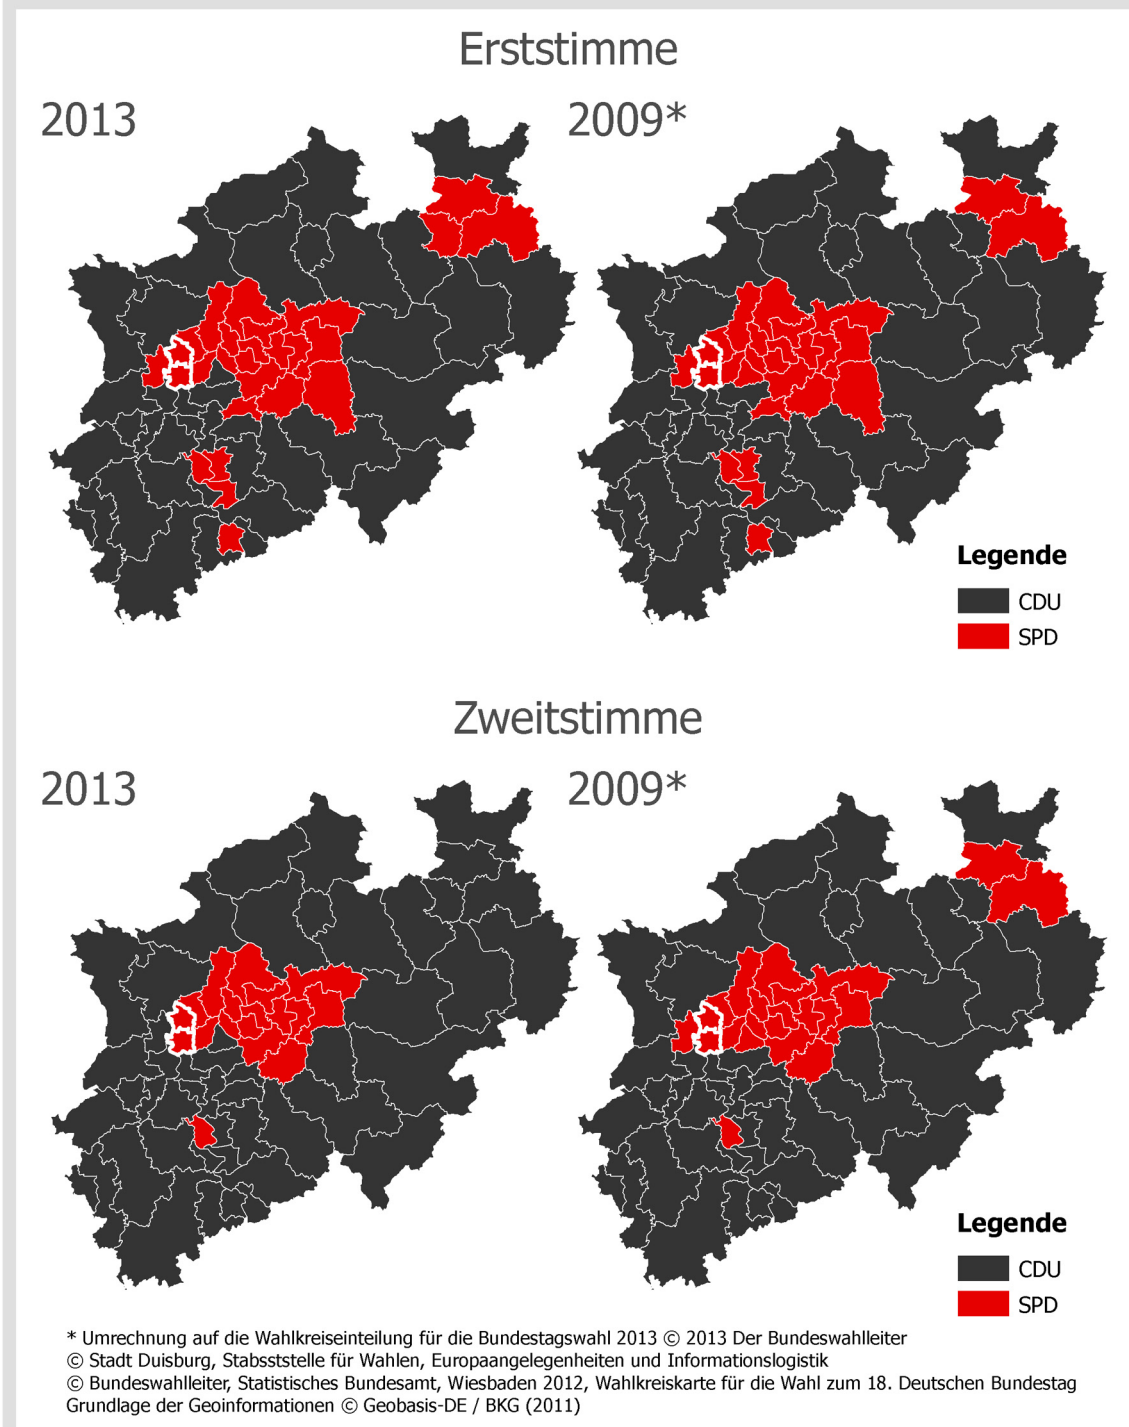 Erststimme
2013
2009*
Legende
CDU
SPD
Zweitstimme
2013
2009*
Legende
CDU
SPD
* Umrechnung auf die Wahlkreiseinteilung für die Bundestagswahl 2013 © 2013 Der Bundeswahlleiter
© Stadt Duisburg, Stabsststelle für Wahlen, Europaangelegenheiten und Informationslogistik
© Bundeswahlleiter, Statistisches Bundesamt, Wiesbaden 2012, Wahlkreiskarte für die Wahl zum 18. Deutschen Bundestag
Grundlage der Geoinformationen © Geobasis-DE / BKG (2011)